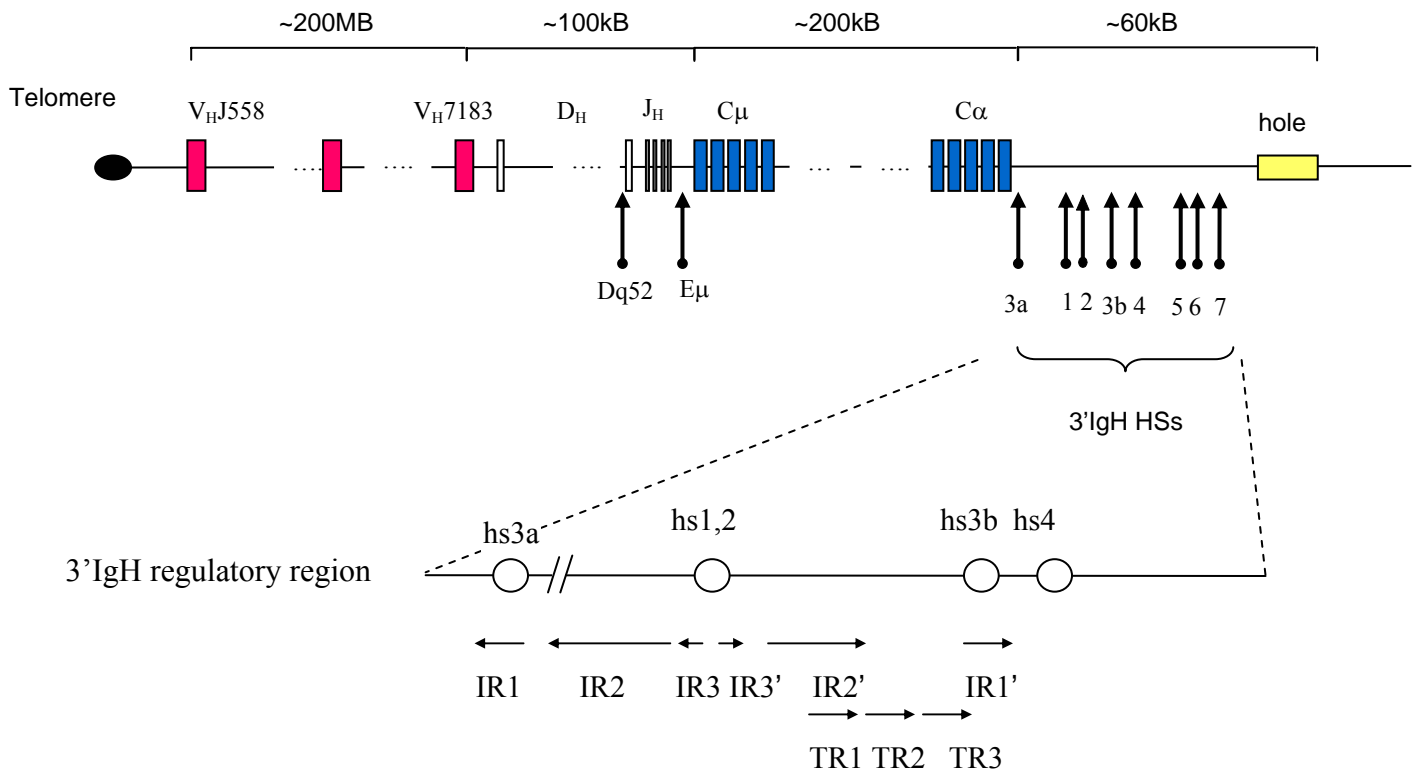 ~200MB ~100kB ~200kB ~60kB
Telomere
VHJ558 VH7183 DH JH Cμ Cα
hole
..... .... .... ... – ....
Dq52 Eμ
3a 1 2 3b 4 5 6 7
3’IgH HSs
hs3a hs1,2 hs3b hs4
3’IgH regulatory region
IR1 IR2 IR3 IR3’ IR2’ IR1’
TR1 TR2 TR3